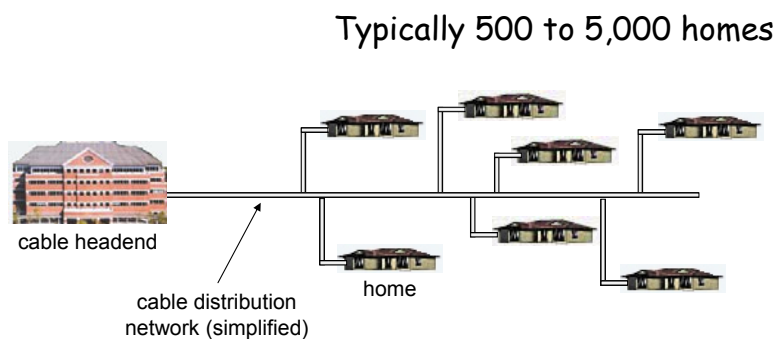 Typically 500 to 5,000 homes
cable headend
home
cable distribution
network (simplified)